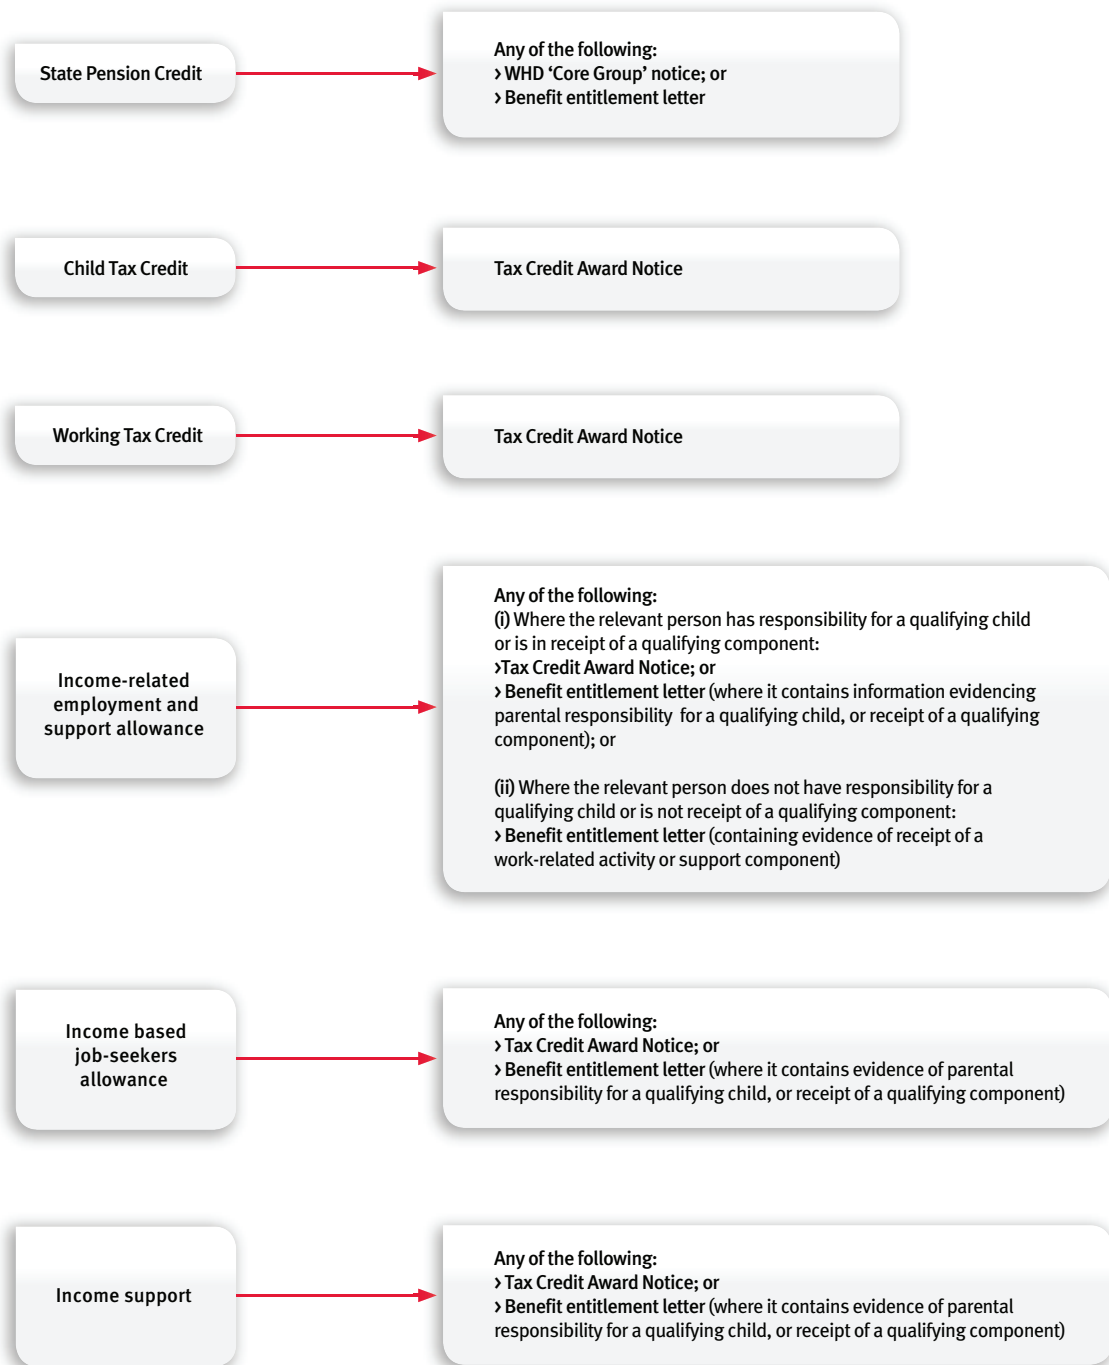 State Pension Credit
Any of the following:
› WHD ‘Core Group’ notice; or
› Benefit entitlement letter
Child Tax Credit
Tax Credit Award Notice
Working Tax Credit
Tax Credit Award Notice
Income-related
employment and
support allowance
Any of the following:
(i) Where the relevant person has responsibility for a qualifying child
or is in receipt of a qualifying component:
›Tax Credit Award Notice; or
› Benefit entitlement letter (where it contains information evidencing
parental responsibility for a qualifying child, or receipt of a qualifying
component); or
(ii) Where the relevant person does not have responsibility for a
qualifying child or is not receipt of a qualifying component:
› Benefit entitlement letter (containing evidence of receipt of a
work-related activity or support component)
Income based
job-seekers
allowance
Any of the following:
› Tax Credit Award Notice; or
› Benefit entitlement letter (where it contains evidence of parental
responsibility for a qualifying child, or receipt of a qualifying component)
Income support
Any of the following:
› Tax Credit Award Notice; or
› Benefit entitlement letter (where it contains evidence of parental
responsibility for a qualifying child, or receipt of a qualifying component)